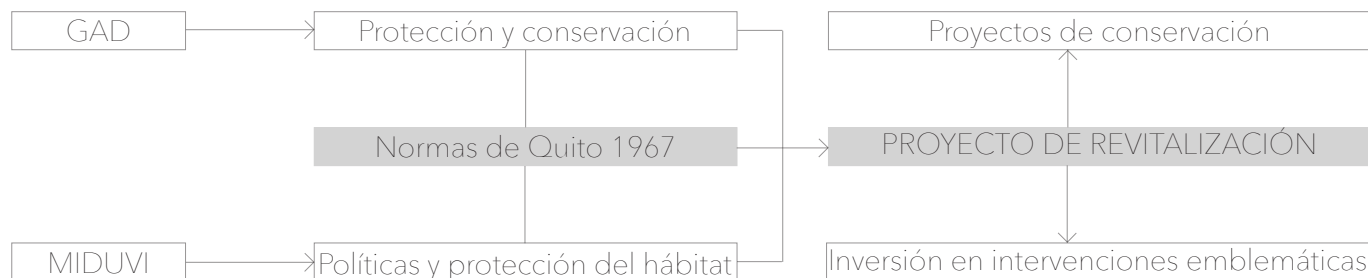 GAD
Protección y conservación
Proyectos de conservación
Normas de Quito 1967
PROYECTO DE REVITALIZACIÓN
MIDUVI
Políticas y protección del hábitat
Inversión en intervenciones emblemáticas